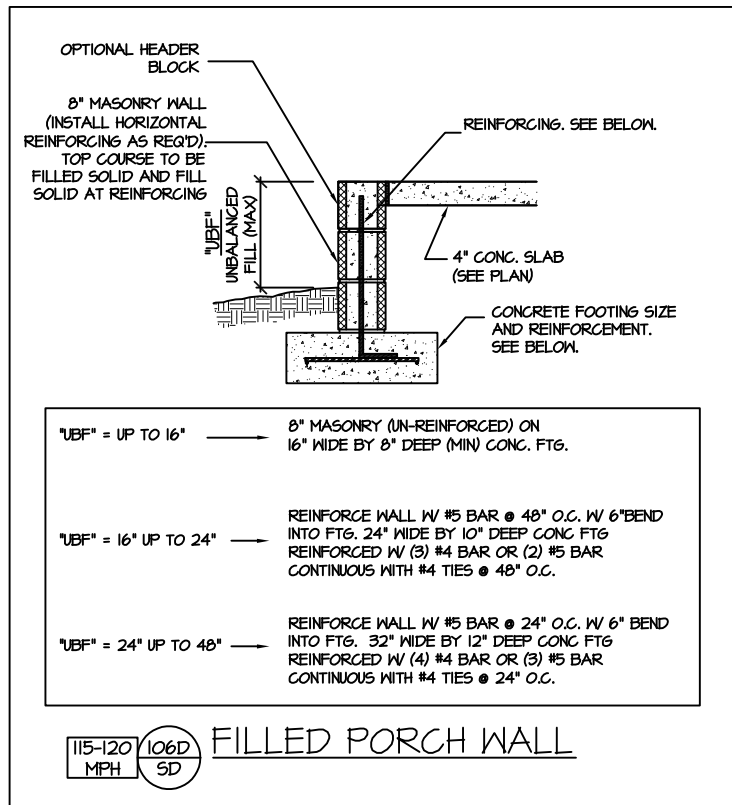 OPTIONAL HEADER
BLOCK
8" MASONRY WALL
(INSTALL HORIZONTAL
REINFORCING AS REQ'D).
TOP COURSE TO BE
FILLED SOLID AND FILL
SOLID AT REINFORCING
"UBF"
UNBALANCED
FILL (MAX)
REINFORCING. SEE BELOW.
4" CONC. SLAB
(SEE PLAN)
CONCRETE FOOTING SIZE
AND REINFORCEMENT.
SEE BELOW.
"UBF" = UP TO 16"
8" MASONRY (UN-REINFORCED) ON
16" WIDE BY 8" DEEP (MIN) CONC. FTG.
"UBF" = 16" UP TO 24"
REINFORCE WALL W/ #5 BAR @ 48" O.C. W/ 6"BEND
INTO FTG. 24" WIDE BY 10" DEEP CONC FTG
REINFORCED W/ (3) #4 BAR OR (2) #5 BAR
CONTINUOUS WITH #4 TIES @ 48" O.C.
"UBF" = 24" UP TO 48"
REINFORCE WALL W/ #5 BAR @ 24" O.C. W/ 6" BEND
INTO FTG. 32" WIDE BY 12" DEEP CONC FTG
REINFORCED W/ (4) #4 BAR OR (3) #5 BAR
CONTINUOUS WITH #4 TIES @ 24" O.C.
115-120
MPH
106D
SD
FILLED PORCH WALL